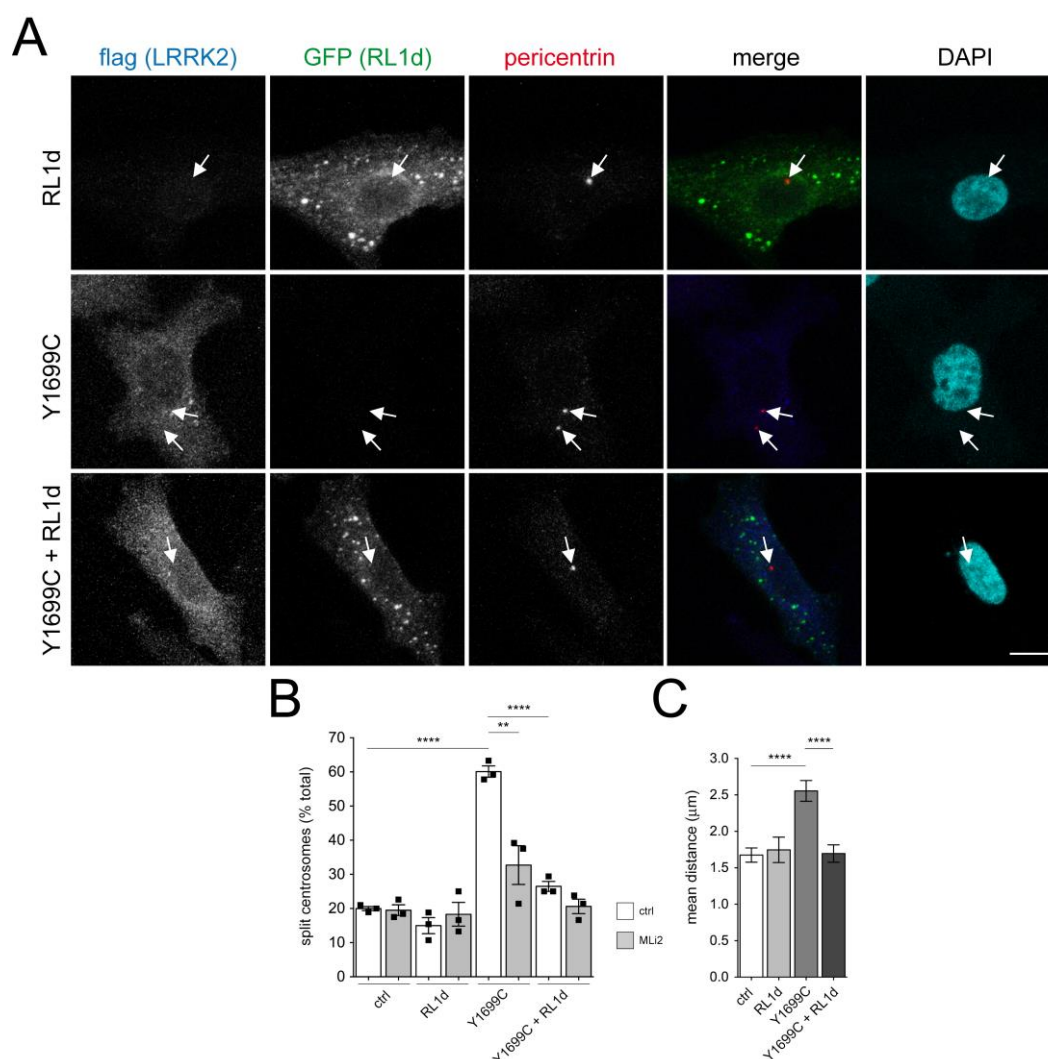 A
flag (LRRK2) GFP (RL1d) pericentrin merge DAPI
RL1d
Y1699C
Y1699C + RL1d
B
****
**** **
split centrosomes (% total)
70
60
50
40
30
20
10
0
ctrl RL1d Y1699C Y1699C + RL1d
ctrl
MLi2
C
**** ****
mean distance (μm)
3.0
2.5
2.0
1.5
1.0
0.5
0.0
ctrl RL1d Y1699C Y1699C + RL1d